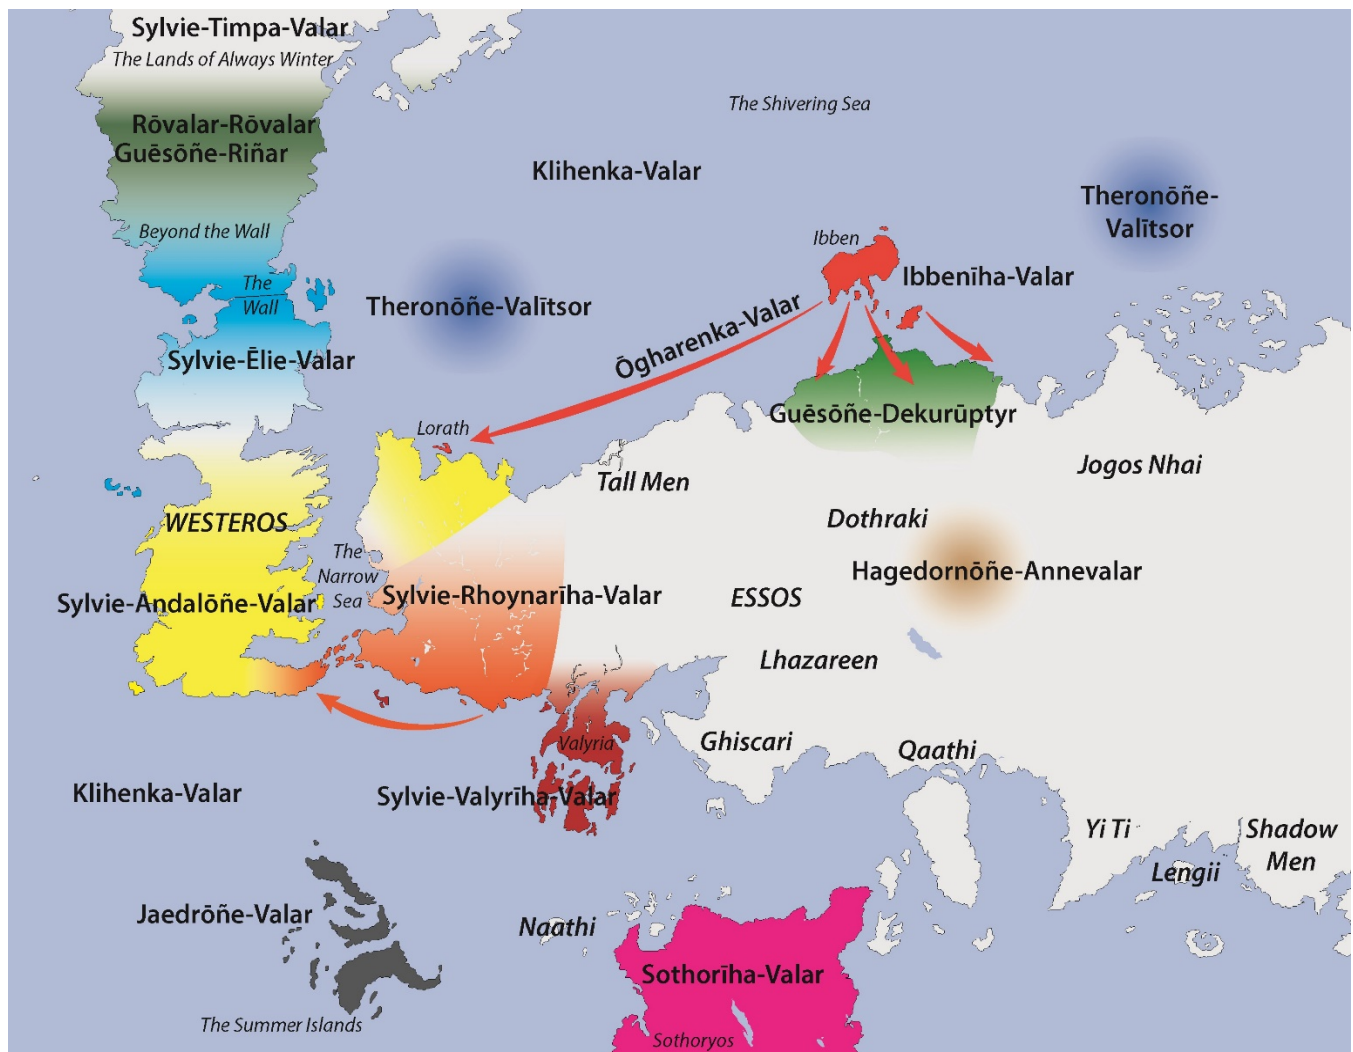 Sylvie-Timpa-Valar
The Lands of Always Winter
The Shivering Sea
Rōvalar-Rōvalar
Guēsōñe-Riñar
Klihenka-Valar
Theronōñe-
Valītsor
Beyond the Wall
Ibben
Ibbenīha-Valar
The
Wall
Theronōñe-Valītsor
Ōgharenka-Valar
Sylvie-Ēlie-Valar
Guēsōñe-Dekurūptyr
Lorath
Tall Men
Jogos Nhai
WESTEROS
Dothraki
The
Narrow
Sea
Hagedornōñe-Annevalar
Sylvie-Andalōñe-Valar
Sylvie-Rhoynarīha-Valar
ESSOS
Lhazareen
Valyria
Ghiscari
Qaathi
Klihenka-Valar
Sylvie-Valyrīha-Valar
Yi Ti
Shadow
Men
Lengii
Jaedrōñe-Valar
Naathi
Sothorīha-Valar
The Summer Islands
Sothoryos